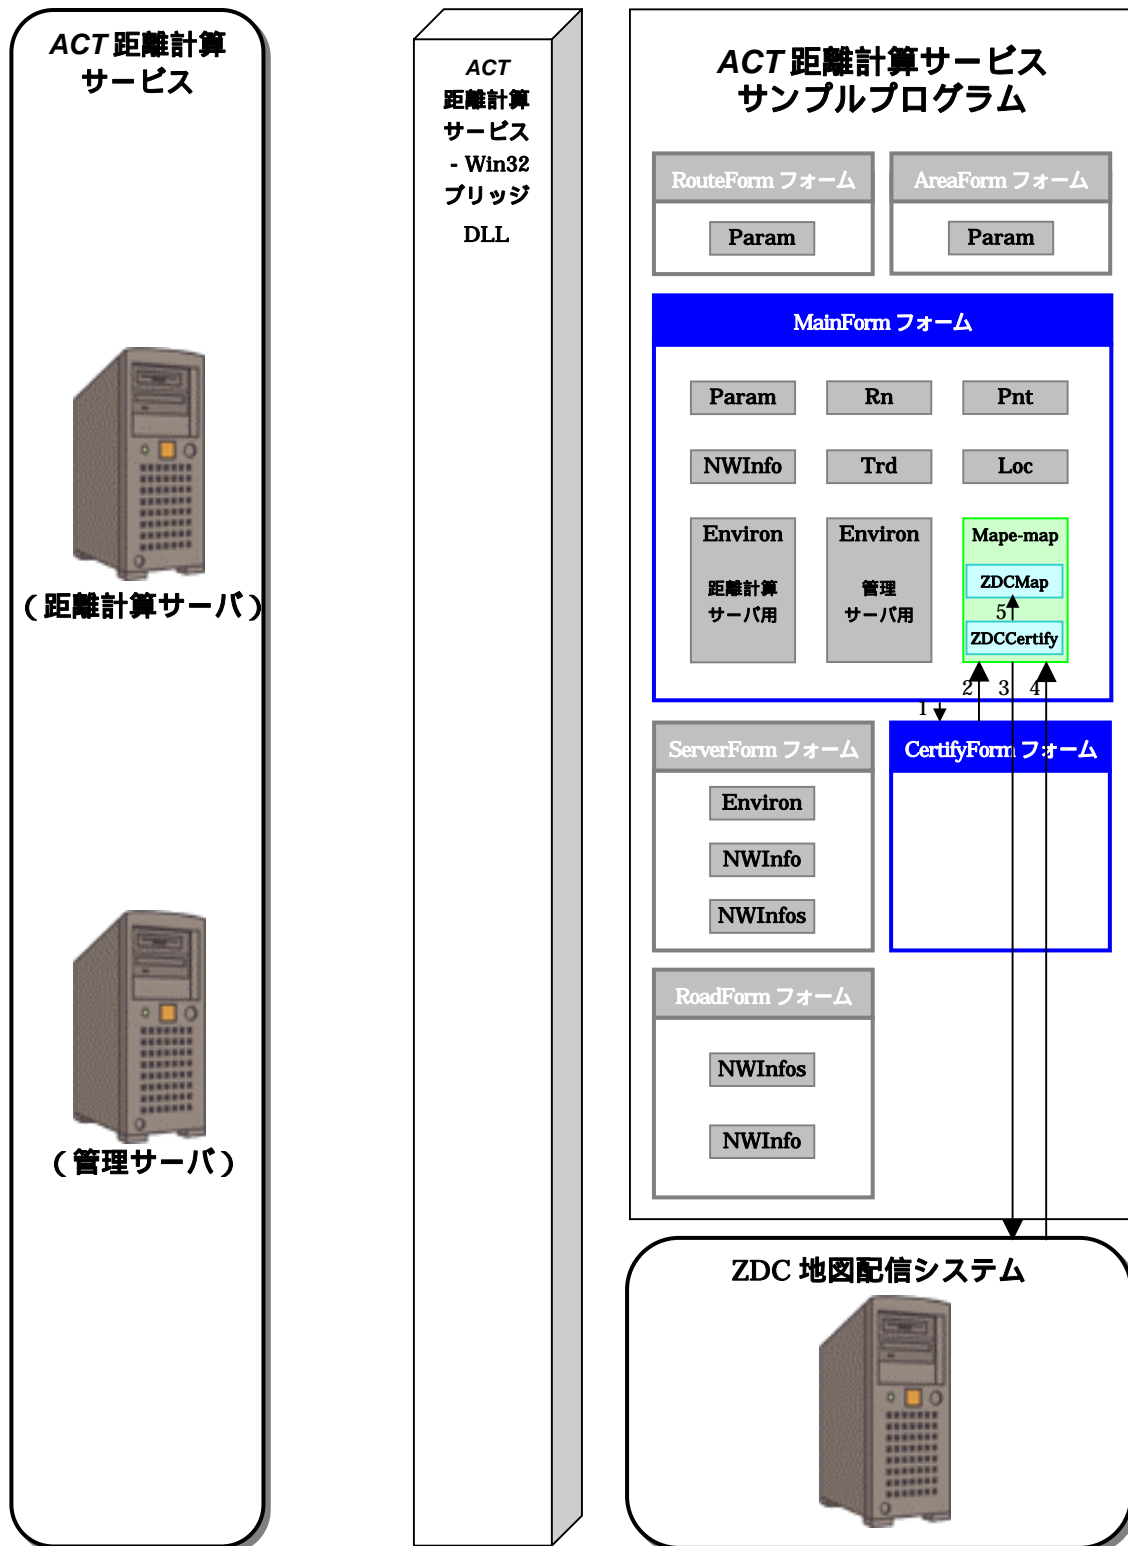 ACT 距離計算
サービス
(距離計算サーバ)
(管理サーバ)
ACT
距離計算
サービス
- Win32
ブリッジ
DLL
ACT 距離計算サービス
サンプルプログラム
RouteForm フォーム
Param
AreaForm フォーム
Param
MainForm フォーム
Param
Rn
Pnt
NWInfo
Trd
Loc
Environ
距離計算
サーバ用
Environ
管理
サーバ用
Mape-map
ZDCMap
5
ZDCCertify
2
3
4
1
ServerForm フォーム
Environ
NWInfo
NWInfos
CertifyForm フォーム
RoadForm フォーム
NWInfos
NWInfo
ZDC 地図配信システム